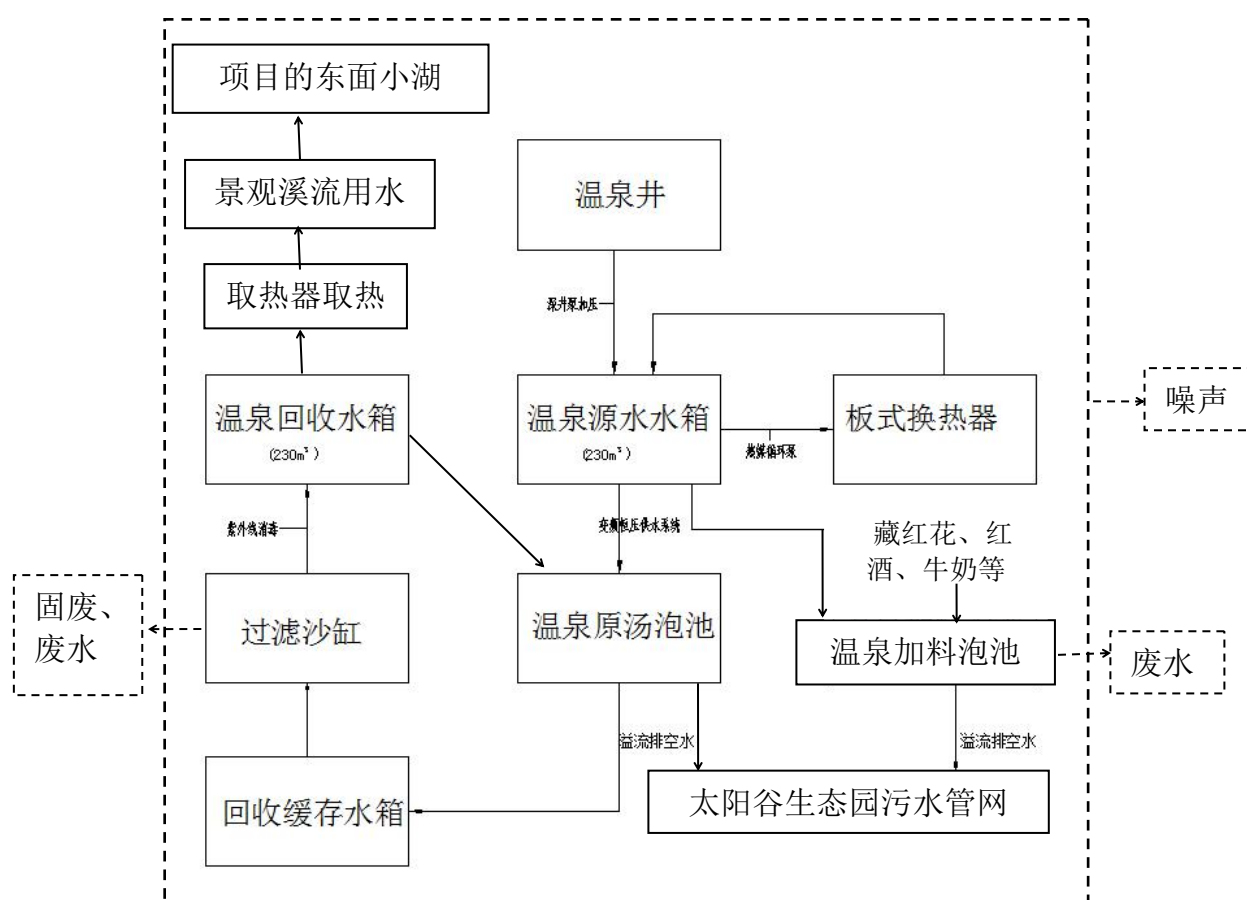 项目的东面小湖
景观溪流用水
温泉井
取热器取热
深井泵加压
温泉回收水箱
(230m³)
温泉源水水箱
(230m³)
板式换热器
噪声
热媒循环泵
紫外线消毒
变频恒压供水系统
藏红花、红
酒、牛奶等
固废、
废水
过滤沙缸
温泉原汤泡池
温泉加料泡池
废水
溢流排空水
溢流排空水
回收缓存水箱
太阳谷生态园污水管网